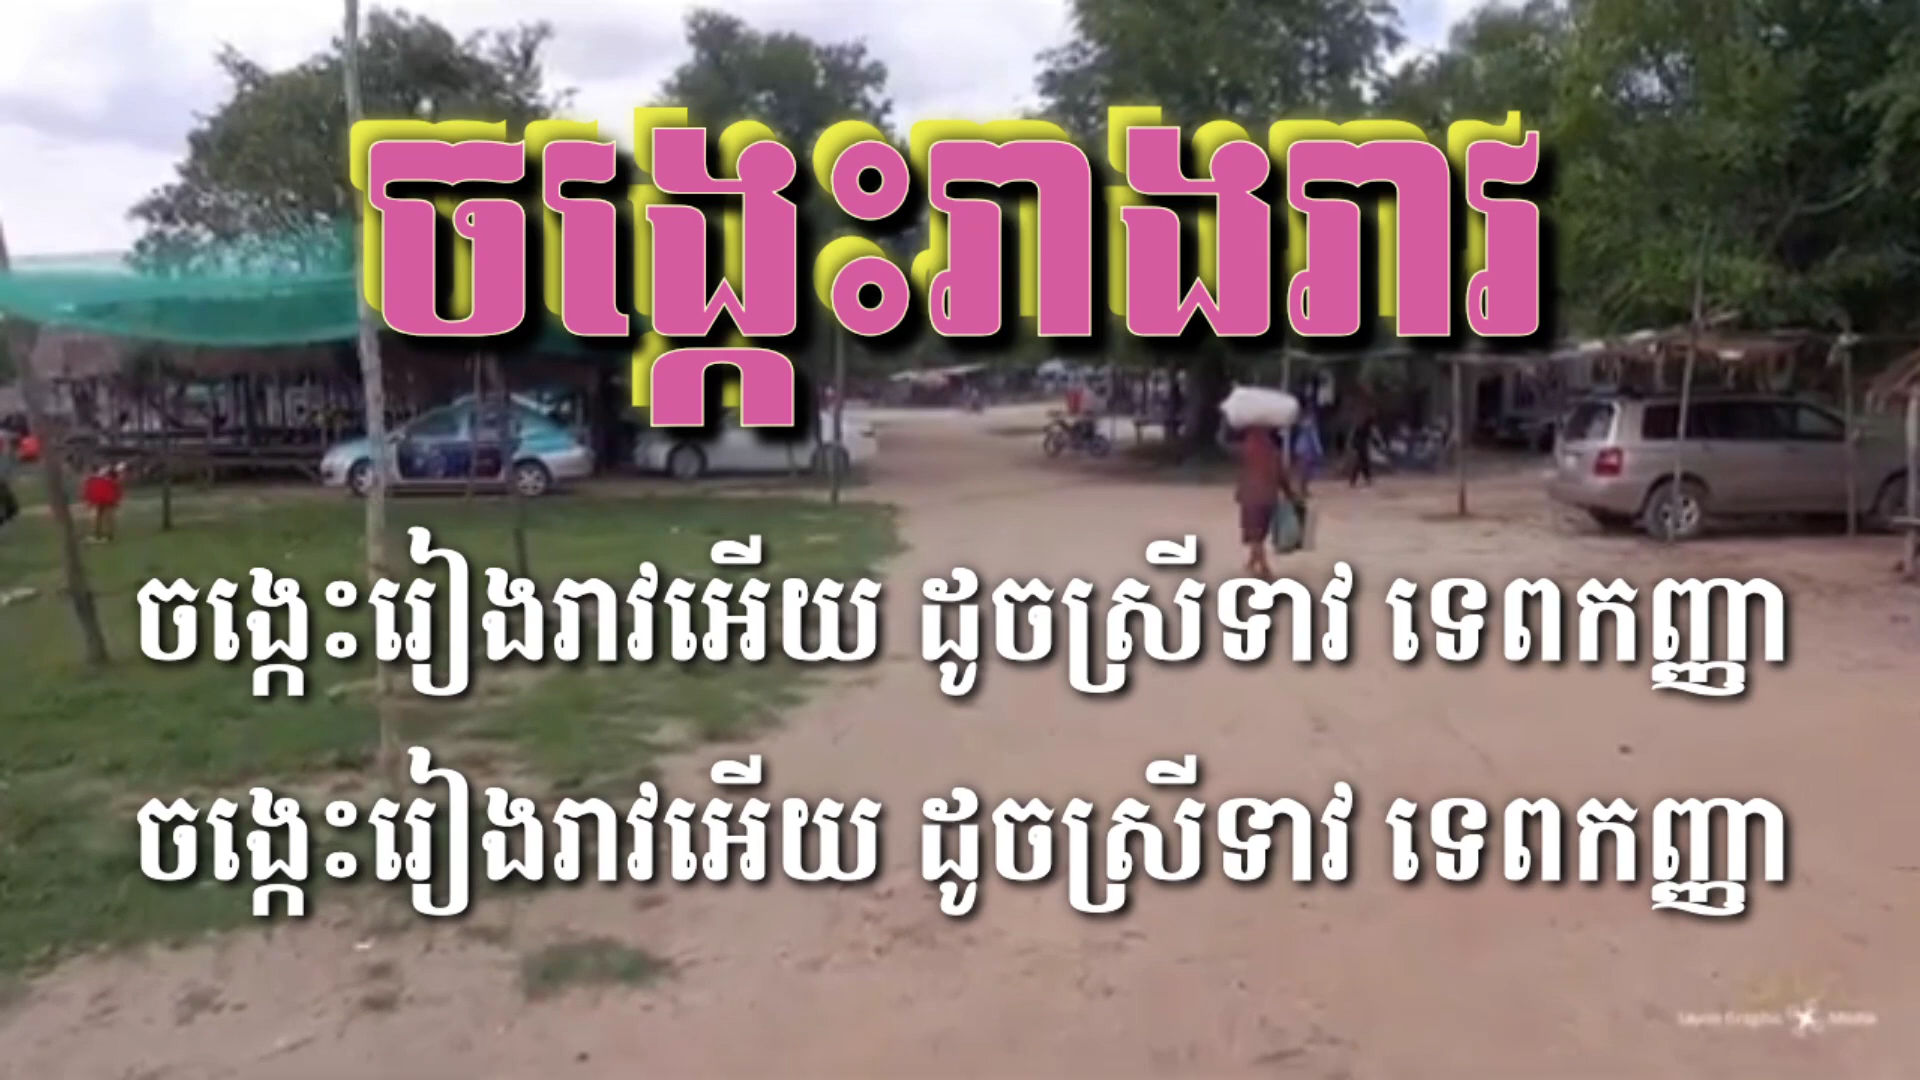 ចង្កេះរាងរាវ
ចង្កេះរៀងរាវអើយ ដូចស្រីទាវ ទេពកញ្ញា
ចង្កេះរៀងរាវអើយ ដូចស្រីទាវ ទេពកញ្ញា